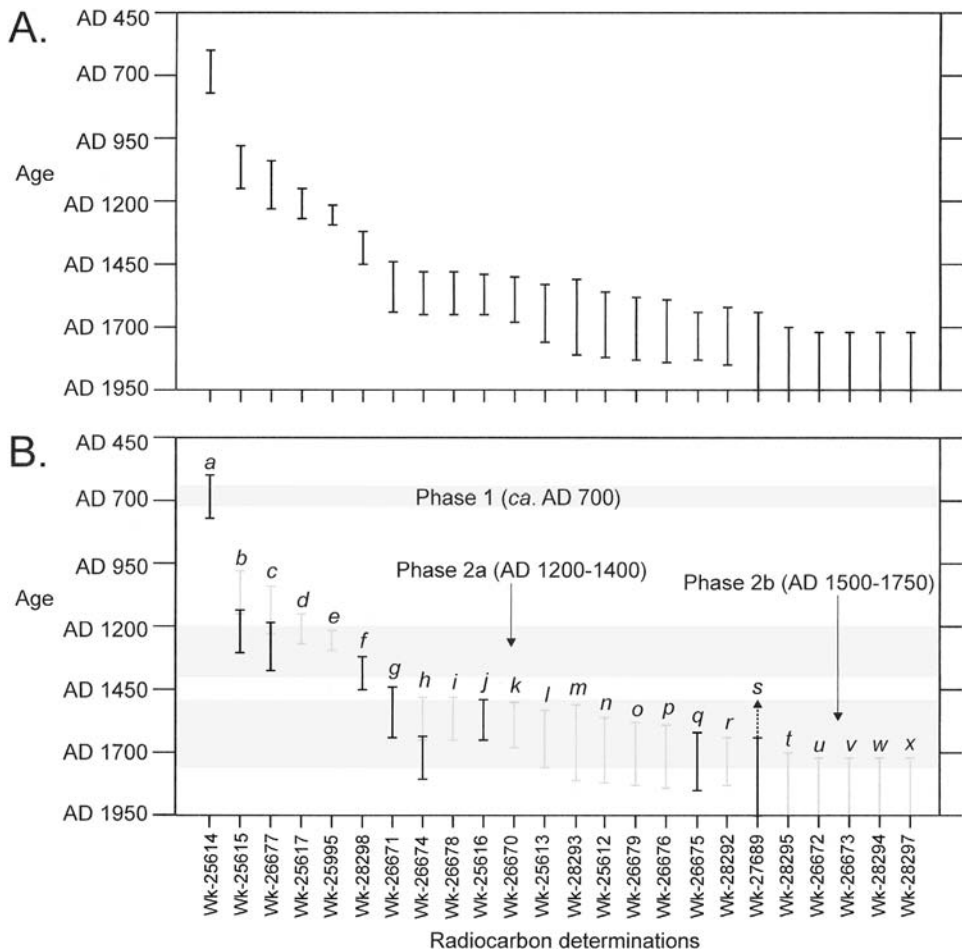 A.
AD 450
AD 700
AD 950
Age
AD 1200
AD 1450
AD 1700
AD 1950
B.
AD 450
a
AD 700
Phase 1 (ca. AD 700)
AD 950
b
c
Phase 2a (AD 1200-1400)
Phase 2b (AD 1500-1750)
Age
d
e
AD 1200
f
g
h
i
j
k
l
m
n
o
p
q
r
s
t
u
v
w
x
AD 1450
AD 1700
AD 1950
Wk-25614
Wk-25615
Wk-26677
Wk-25617
Wk-25995
Wk-28298
Wk-26671
Wk-26674
Wk-26678
Wk-25616
Wk-26670
Wk-25613
Wk-28293
Wk-25612
Wk-26679
Wk-26676
Wk-26675
Wk-28292
Wk-27689
Wk-28295
Wk-26672
Wk-26673
Wk-28294
Wk-28297
Radiocarbon determinations